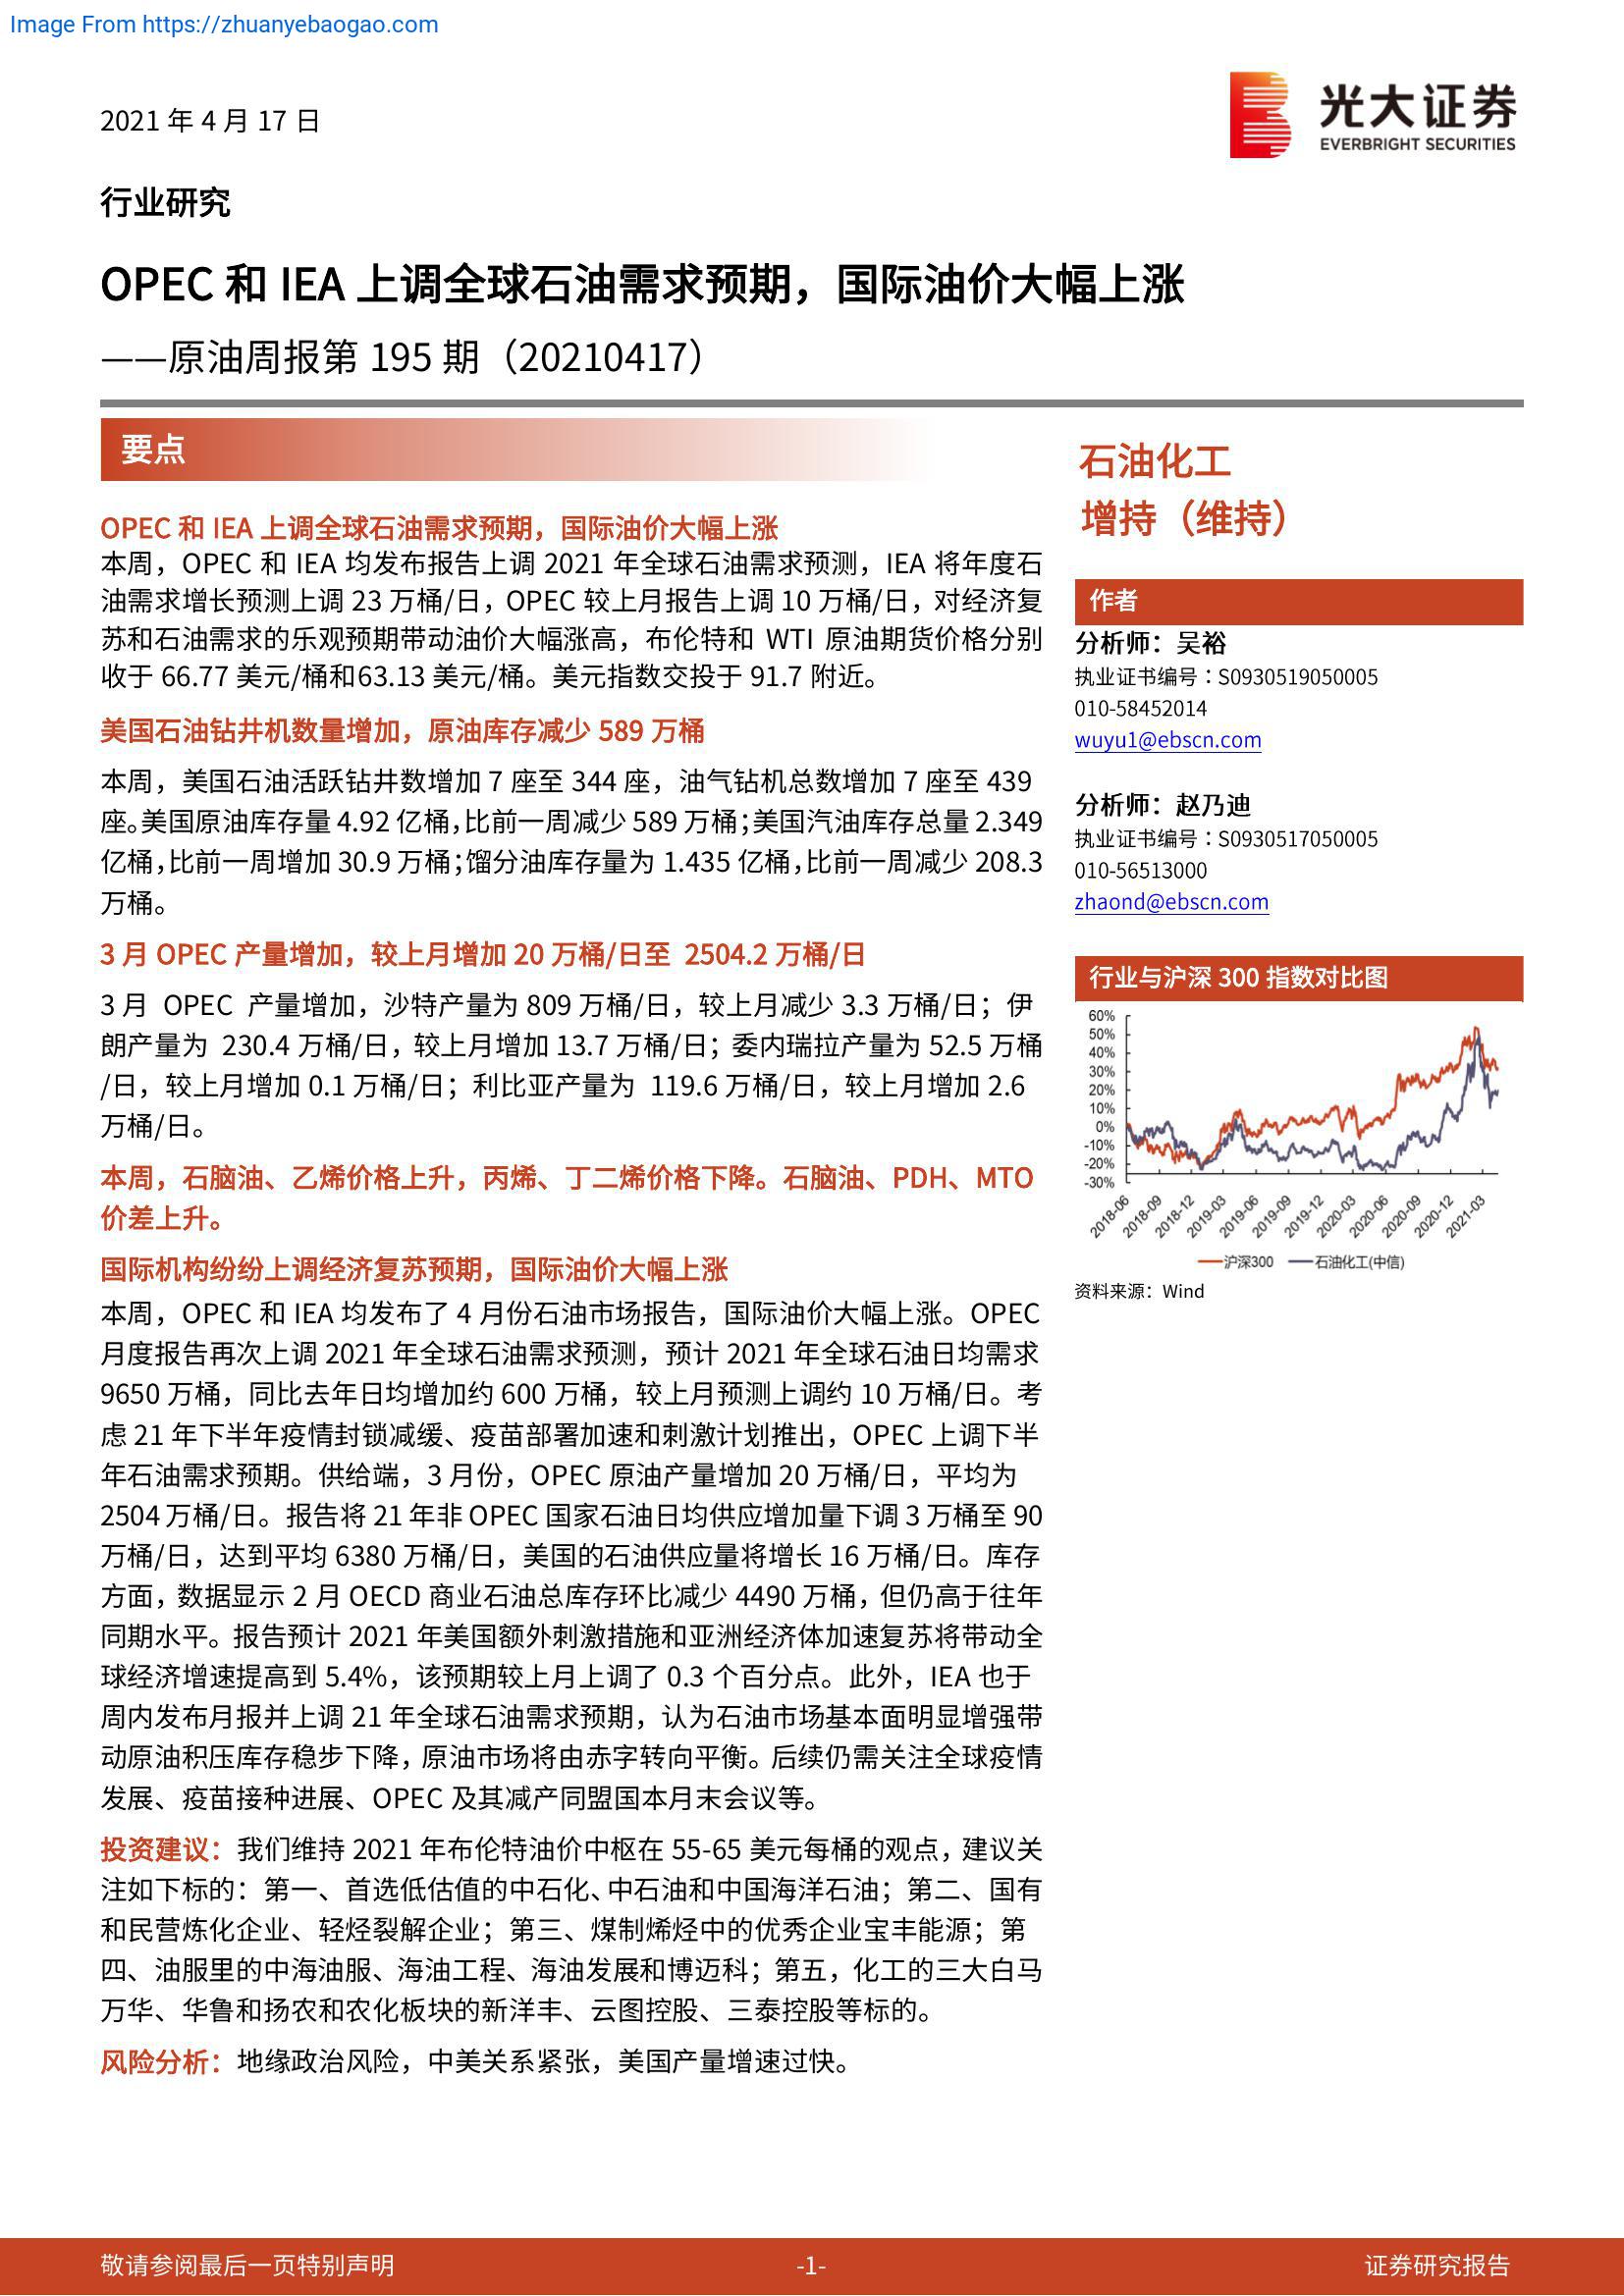 Image From https://zhuanyebaogao.com
2021 年 4 月 17 日
光大证券
EVERBRIGHT SECURITIES
行业研究
OPEC 和 IEA 上调全球石油需求预期，国际油价大幅上涨
——原油周报第 195 期（20210417）
要点
OPEC 和 IEA 上调全球石油需求预期，国际油价大幅上涨
本周，OPEC 和 IEA 均发布报告上调 2021 年全球石油需求预测，IEA 将年度石
油需求增长预测上调 23 万桶/日，OPEC 较上月报告上调 10 万桶/日，对经济复
苏和石油需求的乐观预期带动油价大幅涨高，布伦特和 WTI 原油期货价格分别
收于 66.77 美元/桶和63.13 美元/桶。美元指数交投于 91.7 附近。
美国石油钻井机数量增加，原油库存减少 589 万桶
本周，美国石油活跃钻井数增加 7 座至 344 座，油气钻机总数增加 7 座至 439
座。美国原油库存量 4.92 亿桶，比前一周减少 589 万桶；美国汽油库存总量 2.349
亿桶，比前一周增加 30.9 万桶；馏分油库存量为 1.435 亿桶，比前一周减少 208.3
万桶。
3 月 OPEC 产量增加，较上月增加 20 万桶/日至 2504.2 万桶/日
3 月 OPEC 产量增加，沙特产量为 809 万桶/日，较上月减少 3.3 万桶/日；伊
朗产量为 230.4 万桶/日，较上月增加 13.7 万桶/日；委内瑞拉产量为 52.5 万桶
/日，较上月增加 0.1 万桶/日；利比亚产量为 119.6 万桶/日，较上月增加 2.6
万桶/日。
本周，石脑油、乙烯价格上升，丙烯、丁二烯价格下降。石脑油、PDH、MTO
价差上升。
国际机构纷纷上调经济复苏预期，国际油价大幅上涨
本周，OPEC 和 IEA 均发布了 4 月份石油市场报告，国际油价大幅上涨。OPEC
月度报告再次上调 2021 年全球石油需求预测，预计 2021 年全球石油日均需求
9650 万桶，同比去年日均增加约 600 万桶，较上月预测上调约 10 万桶/日。考
虑 21 年下半年疫情封锁减缓、疫苗部署加速和刺激计划推出，OPEC 上调下半
年石油需求预期。供给端，3 月份，OPEC 原油产量增加 20 万桶/日，平均为
2504 万桶/日。报告将 21 年非 OPEC 国家石油日均供应增加量下调 3 万桶至 90
万桶/日，达到平均 6380 万桶/日，美国的石油供应量将增长 16 万桶/日。库存
方面，数据显示 2 月 OECD 商业石油总库存环比减少 4490 万桶，但仍高于往年
同期水平。报告预计 2021 年美国额外刺激措施和亚洲经济体加速复苏将带动全
球经济增速提高到 5.4%，该预期较上月上调了 0.3 个百分点。此外，IEA 也于
周内发布月报并上调 21 年全球石油需求预期，认为石油市场基本面明显增强带
动原油积压库存稳步下降，原油市场将由赤字转向平衡。后续仍需关注全球疫情
发展、疫苗接种进展、OPEC 及其减产同盟国本月末会议等。
投资建议：我们维持 2021 年布伦特油价中枢在 55-65 美元每桶的观点，建议关
注如下标的：第一、首选低估值的中石化、中石油和中国海洋石油；第二、国有
和民营炼化企业、轻烃裂解企业；第三、煤制烯烃中的优秀企业宝丰能源；第
四、油服里的中海油服、海油工程、海油发展和博迈科；第五，化工的三大白马
万华、华鲁和扬农和农化板块的新洋丰、云图控股、三泰控股等标的。
风险分析：地缘政治风险，中美关系紧张，美国产量增速过快。
石油化工
增持（维持）
作者
分析师：吴裕
执业证书编号：S0930519050005
010-58452014
wuyu1@ebscn.com
分析师：赵乃迪
执业证书编号：S0930517050005
010-56513000
zhaond@ebscn.com
行业与沪深 300 指数对比图
60%
50%
40%
30%
20%
10%
0%
-10%
-20%
-30%
2018-06
2018-09
2018-12
2019-03
2019-06
2019-09
2019-12
2020-03
2020-06
2020-09
2020-12
2021-03
沪深300 石油化工(中信)
资料来源：Wind
敬请参阅最后一页特别声明
-1-
证券研究报告